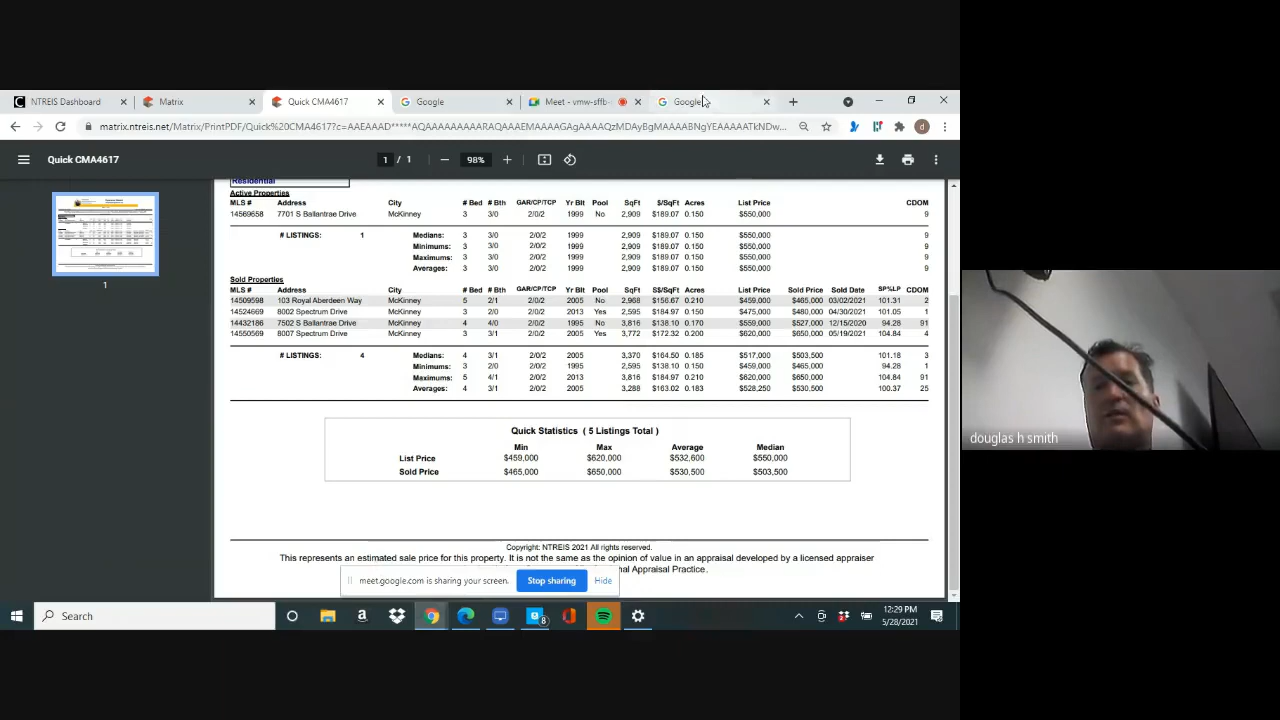 NTREIS Dashboard Matrix Quick CMA4617 Google Meet - vmw-sffb- Google
matrix.ntreis.net/Matrix/PrintPDF/Quick%20CMA4617?c=
Quick CMA4617 1 / 1 98%
1
Residential
Active Properties
MLS # Address City # Bed # Bth GAR/CP/TCP Yr Blt Pool SqFt $/SqFt Acres List Price CDOM
14569658 7701 S Ballantrae Drive McKinney 3 3/0 2/0/2 1999 No 2,909 $189.07 0.150 $550,000 9
# LISTINGS: 1 Medians: 3 3/0 2/0/2 1999 2,909 $189.07 0.150 $550,000 9
Minimums: 3 3/0 2/0/2 1999 2,909 $189.07 0.150 $550,000 9
Maximums: 3 3/0 2/0/2 1999 2,909 $189.07 0.150 $550,000 9
Averages: 3 3/0 2/0/2 1999 2,909 $189.07 0.150 $550,000 9
Sold Properties
MLS # Address City # Bed # Bth GAR/CP/TCP Yr Blt Pool SqFt S$/SqFt Acres List Price Sold Price Sold Date SP%LP CDOM
14509598 103 Royal Aberdeen Way McKinney 5 2/1 2/0/2 2005 No 2,968 $156.67 0.210 $459,000 $465,000 03/02/2021 101.31 2
14524669 8002 Spectrum Drive McKinney 3 2/0 2/0/2 2013 Yes 2,595 $184.97 0.150 $475,000 $480,000 04/30/2021 101.05 1
14432186 7502 S Ballantrae Drive McKinney 4 4/0 2/0/2 1995 No 3,816 $138.10 0.170 $559,000 $527,000 12/15/2020 94.28 91
14550569 8007 Spectrum Drive McKinney 3 3/1 2/0/2 2005 Yes 3,772 $172.32 0.200 $620,000 $650,000 05/19/2021 104.84 4
# LISTINGS: 4 Medians: 4 3/1 2/0/2 2005 3,370 $164.50 0.185 $517,000 $503,500 101.18 3
Minimums: 3 2/0 2/0/2 1995 2,595 $138.10 0.150 $459,000 $465,000 94.28 1
Maximums: 5 4/1 2/0/2 2013 3,816 $184.97 0.210 $620,000 $650,000 104.84 91
Averages: 4 3/1 2/0/2 2005 3,288 $163.02 0.183 $528,250 $530,500 100.37 25
Quick Statistics ( 5 Listings Total )
Min Max Average Median
List Price $459,000 $620,000 $532,600 $550,000
Sold Price $465,000 $650,000 $530,500 $503,500
Copyright: NTREIS 2021 All rights reserved.
This represents an estimated sale price for this property. It is not the same as the opinion of value in an appraisal developed by a licensed appraiser
Appraisal Practice.
meet.google.com is sharing your screen. Stop sharing Hide
Search
8
12:29 PM
5/28/2021
douglas h smith